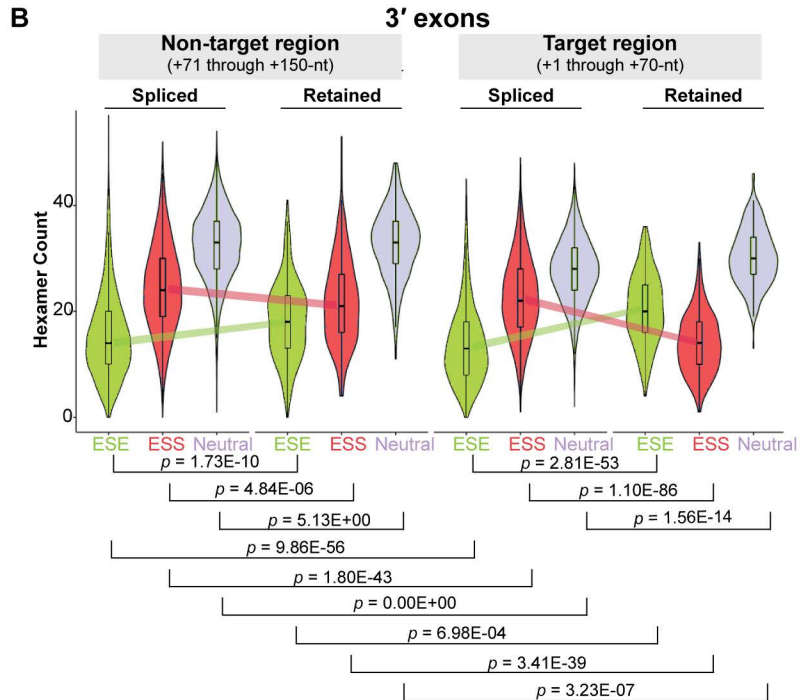 B
3′ exons
Non-target region
(+71 through +150-nt)
Target region
(+1 through +70-nt)
Spliced Retained Spliced Retained
Hexamer Count
40
20
0
ESE ESS Neutral ESE ESS Neutral ESE ESS Neutral ESE ESS Neutral
p = 1.73E-10 p = 2.81E-53
p = 4.84E-06 p = 1.10E-86
p = 5.13E+00 p = 1.56E-14
p = 9.86E-56
p = 1.80E-43
p = 0.00E+00
p = 6.98E-04
p = 3.41E-39
p = 3.23E-07